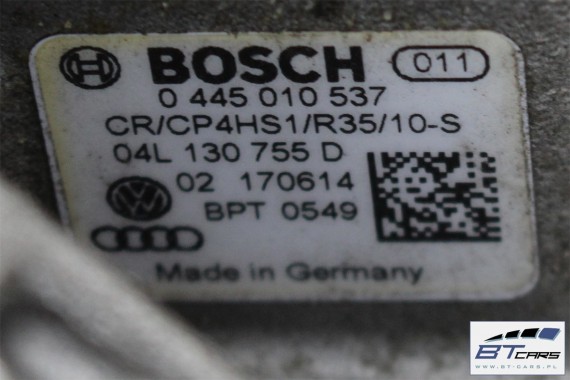 BOSCH 011
0 445 010 537
CR/CP4HS1/R35/10-S
04L 130 755 D
02 170614
BPT 0549
Made in Germany
BT CARS
WWW.BT-CARS.PL